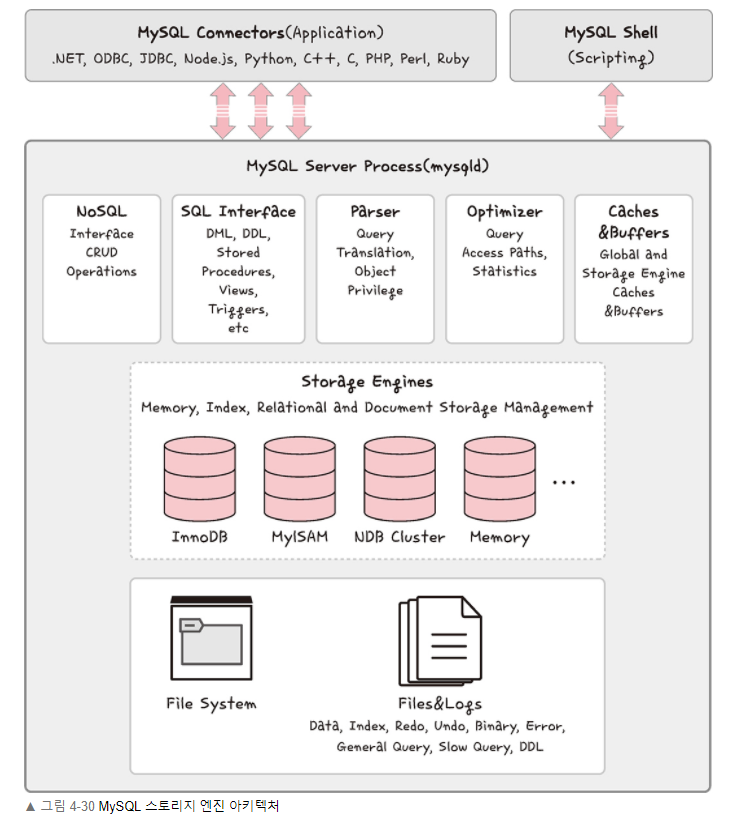 MySQL Connectors(Application)
.NET, ODBC, JDBC, Node.js, Python, C++, C, PHP, Perl, Ruby
MySQL Shell
(Scripting)
MySQL Server Process(mysqld)
NoSQL
Interface
CRUD
Operations
SQL Interface
DML, DDL,
Stored
Procedures,
Views,
Triggers,
etc
Parser
Query
Translation,
Object
Privilege
Optimizer
Query
Access Paths,
Statistics
Caches
&Buffers
Global and
Storage Engine
Caches
&Buffers
Storage Engines
Memory, Index, Relational and Document Storage Management
InnoDB
MyISAM
NDB Cluster
Memory
...
File System
Files&Logs
Data, Index, Redo, Undo, Binary, Error,
General Query, Slow Query, DDL
▲ 그림 4-30 MySQL 스토리지 엔진 아키텍처